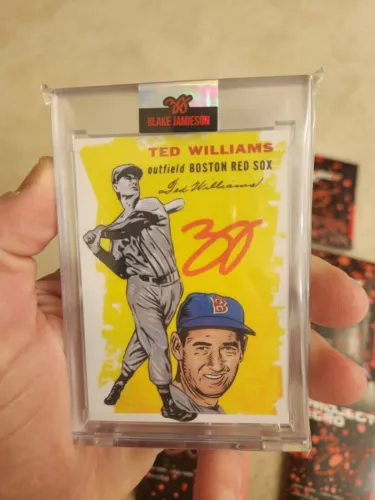 BLAKE JAMIESON
TED WILLIAMS
outfield BOSTON RED SOX
Ted Williams
B